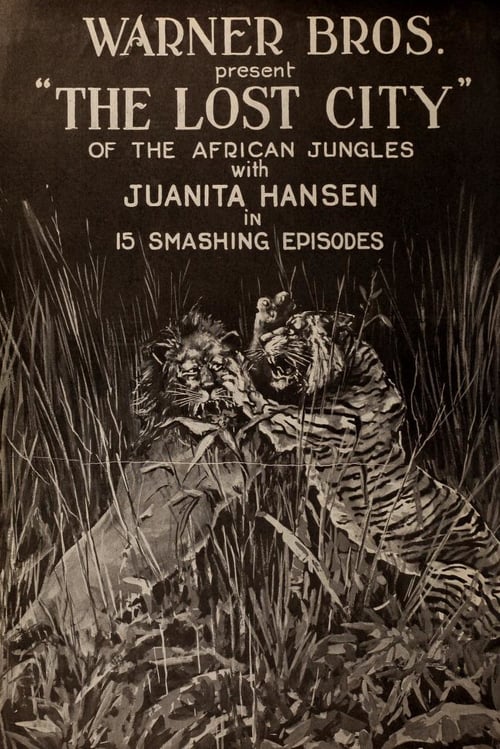 WARNER BROS.
present
“THE LOST CITY”
OF THE AFRICAN JUNGLES
with
JUANITA HANSEN
in
15 SMASHING EPISODES